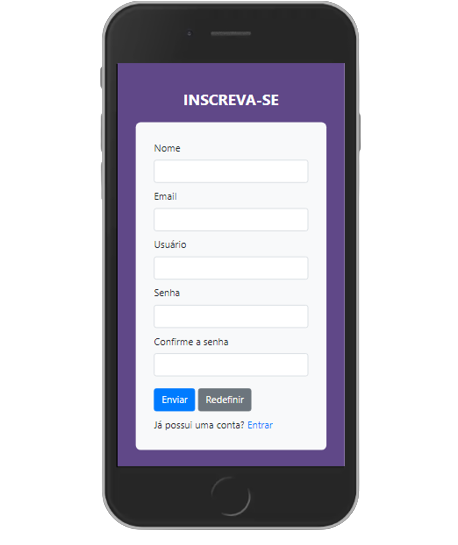 INSCREVA-SE
Nome
Email
Usuário
Senha
Confirme a senha
Enviar Redefinir
Já possui uma conta? Entrar